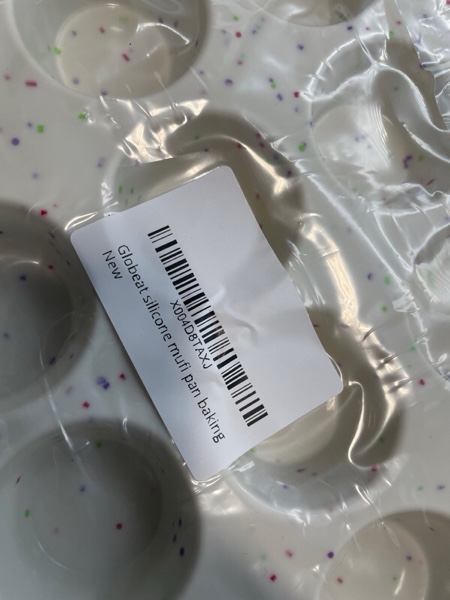 X004D8TAXJ
Globeat silicone mufi pan baking
New